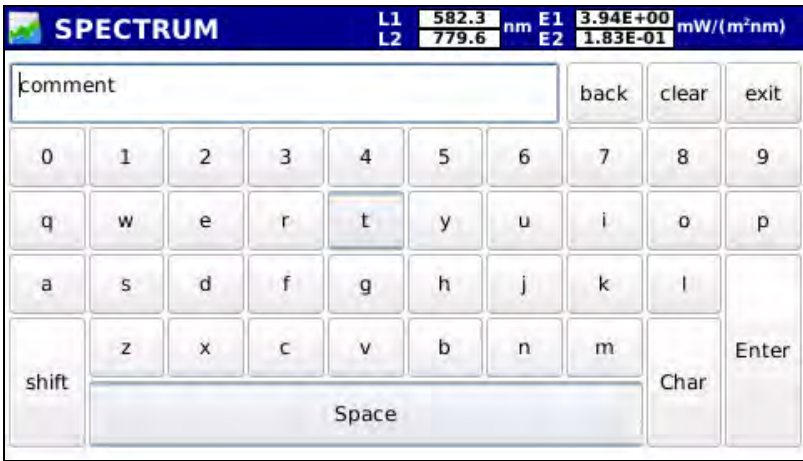 SPECTRUM L1 582.3 nm E1 3.94E+00 mW/(m²nm)
L2 779.6 E2 1.83E-01
comment back clear exit
0 1 2 3 4 5 6 7 8 9
q w e r t y u i o p
a s d f g h j k l
z x c v b n m Enter
shift Char
Space